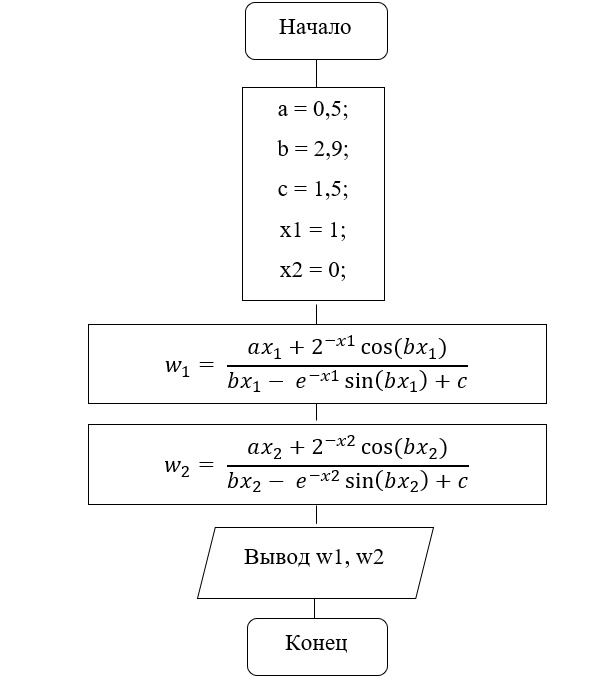 Начало
a = 0,5;
b = 2,9;
c = 1,5;
x1 = 1;
x2 = 0;
w₁ = (ax₁ + 2^(−x1) cos(bx₁)) / (bx₁ − e^(−x1) sin(bx₁) + c)
w₂ = (ax₂ + 2^(−x2) cos(bx₂)) / (bx₂ − e^(−x2) sin(bx₂) + c)
Вывод w1, w2
Конец